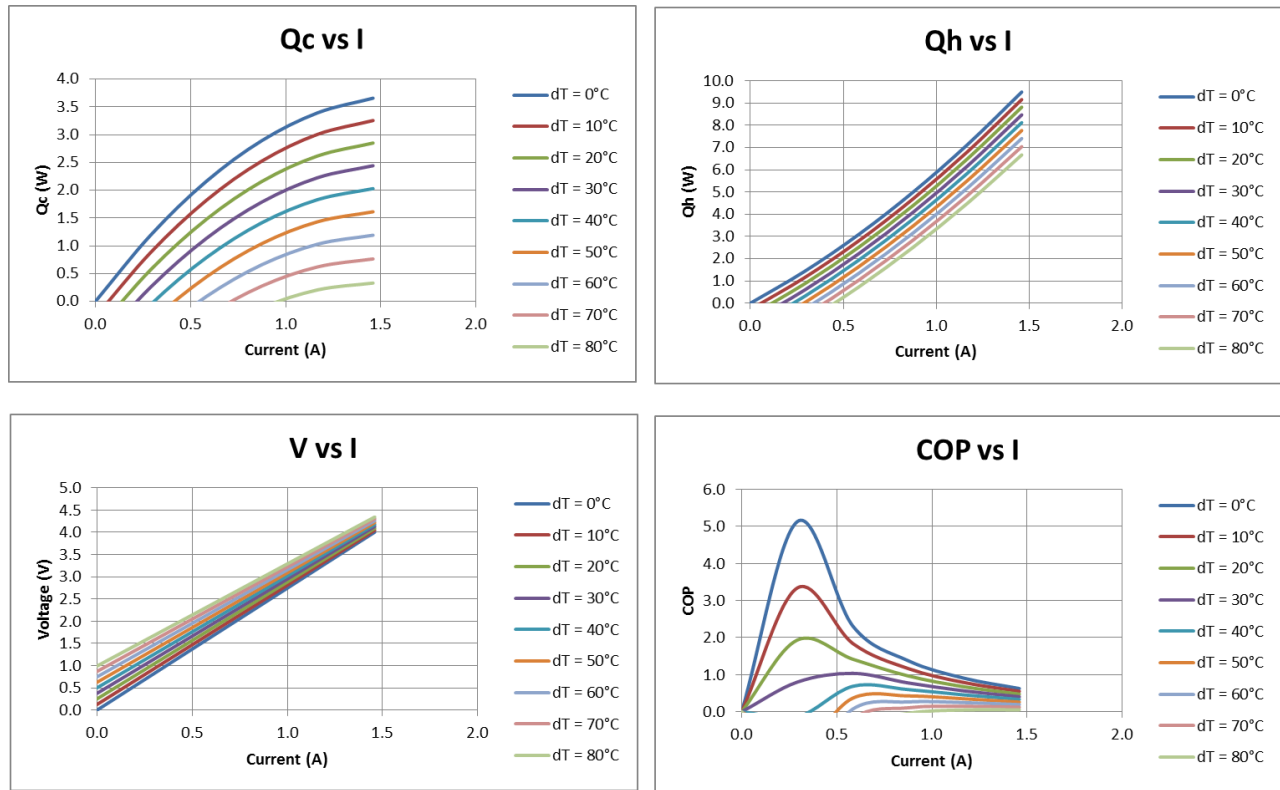 Qc vs I
Qc (W)
4.0
3.5
3.0
2.5
2.0
1.5
1.0
0.5
0.0
0.0 0.5 1.0 1.5 2.0
Current (A)
dT = 0°C
dT = 10°C
dT = 20°C
dT = 30°C
dT = 40°C
dT = 50°C
dT = 60°C
dT = 70°C
dT = 80°C
Qh vs I
Qh (W)
10.0
9.0
8.0
7.0
6.0
5.0
4.0
3.0
2.0
1.0
0.0
0.0 0.5 1.0 1.5 2.0
Current (A)
dT = 0°C
dT = 10°C
dT = 20°C
dT = 30°C
dT = 40°C
dT = 50°C
dT = 60°C
dT = 70°C
dT = 80°C
V vs I
Voltage (V)
5.0
4.5
4.0
3.5
3.0
2.5
2.0
1.5
1.0
0.5
0.0
0.0 0.5 1.0 1.5 2.0
Current (A)
dT = 0°C
dT = 10°C
dT = 20°C
dT = 30°C
dT = 40°C
dT = 50°C
dT = 60°C
dT = 70°C
dT = 80°C
COP vs I
COP
6.0
5.0
4.0
3.0
2.0
1.0
0.0
0.0 0.5 1.0 1.5 2.0
Current (A)
dT = 0°C
dT = 10°C
dT = 20°C
dT = 30°C
dT = 40°C
dT = 50°C
dT = 60°C
dT = 70°C
dT = 80°C